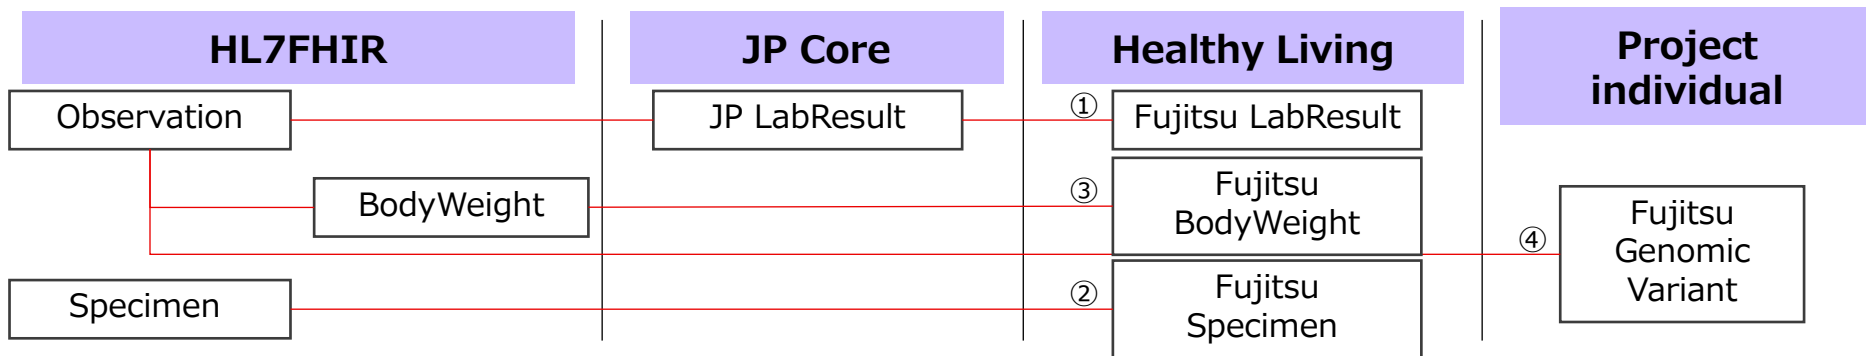 HL7FHIR
JP Core
Healthy Living
Project
individual
Observation
JP LabResult
①
Fujitsu LabResult
BodyWeight
③
Fujitsu
BodyWeight
④
Fujitsu
Genomic
Variant
Specimen
②
Fujitsu
Specimen